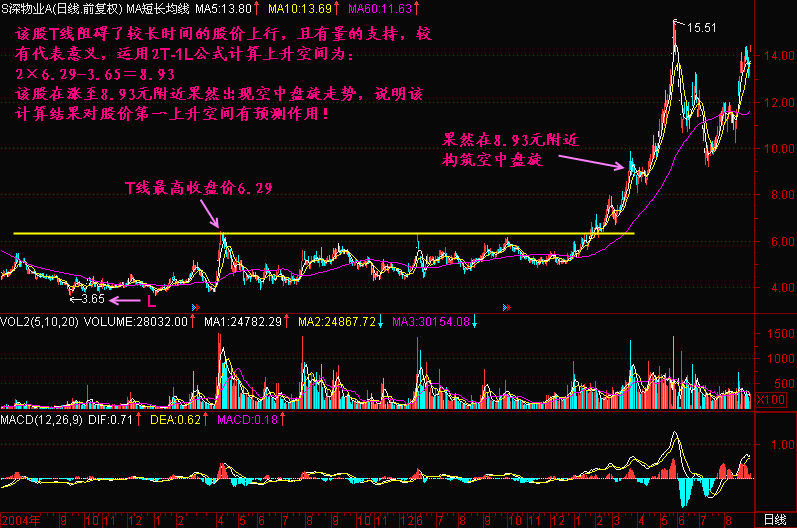 S深物业A(日线.前复权) MA短长均线 MA5:13.80↑ MA10:13.69↑ MA60:11.63↑
该股T线阻碍了较长时间的股价上行，且有量的支持，较
有代表意义，运用2T-1L公式计算上升空间为：
2×6.29-3.65=8.93
该股在涨至8.93元附近果然出现空中盘旋走势，说明该
计算结果对股价第一上升空间有预测作用！
15.51
14.00
12.00
果然在8.93元附近
构筑空中盘旋
10.00
T线最高收盘价6.29
8.00
6.00
4.00
←3.65
L
VOL2(5,10,20) VOLUME:28032.00↑ MA1:24782.29↑ MA2:24867.72↓ MA3:30154.08↓
1500
1000
500
X100
MACD(12,26,9) DIF:0.71↑ DEA:0.62↑ MACD:0.18↑
1.00
2004年 9 10 11 12 1 2 4 5 6 7 8 9 10 11 12 6 7 8 9 10 11 12 1 2 3 4 5 6 7 8 日线